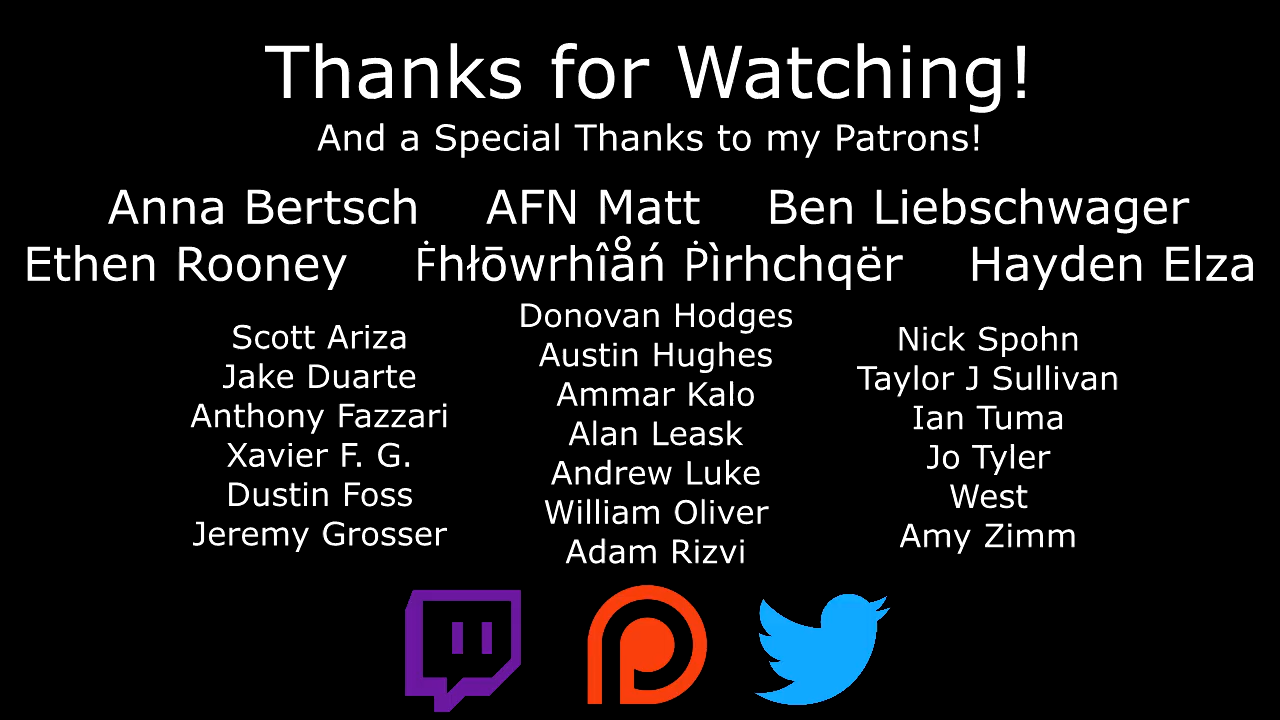 Thanks for Watching!
And a Special Thanks to my Patrons!
Anna Bertsch AFN Matt Ben Liebschwager
Ethen Rooney Ḟhłōwrhîåń Ṗìrhchqër Hayden Elza
Scott Ariza
Jake Duarte
Anthony Fazzari
Xavier F. G.
Dustin Foss
Jeremy Grosser
Donovan Hodges
Austin Hughes
Ammar Kalo
Alan Leask
Andrew Luke
William Oliver
Adam Rizvi
Nick Spohn
Taylor J Sullivan
Ian Tuma
Jo Tyler
West
Amy Zimm